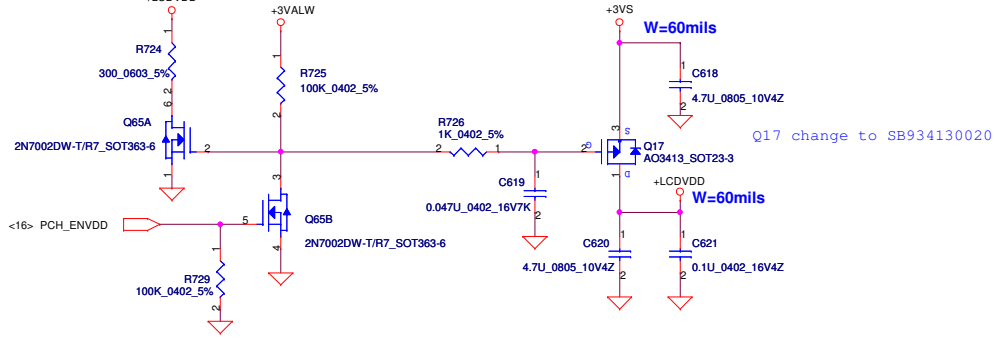 +3VALW
+3VS
W=60mils
1
R724
300_0603_5%
2
6
Q65A
2N7002DW-T/R7_SOT363-6
2
1
1
R725
100K_0402_5%
2
R726
1K_0402_5%
2
1
1
C618
4.7U_0805_10V4Z
2
3
S
G
2
Q17
AO3413_SOT23-3
D
1
Q17 change to SB934130020
+LCDVDD
W=60mils
1
C619
0.047U_0402_16V7K
2
3
Q65B
2N7002DW-T/R7_SOT363-6
5
4
<16> PCH_ENVDD
1
R729
100K_0402_5%
2
1
C620
4.7U_0805_10V4Z
2
1
C621
0.1U_0402_16V4Z
2